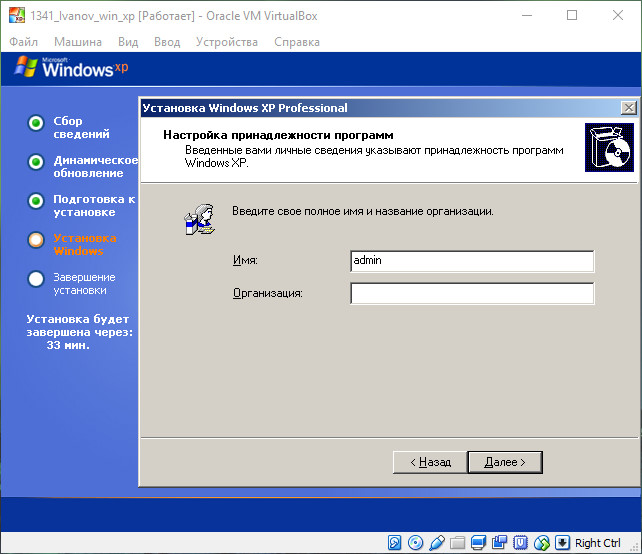 1341_Ivanov_win_xp [Работает] - Oracle VM VirtualBox
Файл Машина Вид Ввод Устройства Справка
Microsoft
Windows xp
Установка Windows XP Professional
Сбор
сведений
Динамическое
обновление
Подготовка к
установке
Установка
Windows
Завершение
установки
Установка будет
завершена через:
33 мин.
Настройка принадлежности программ
Введенные вами личные сведения указывают принадлежность программ
Windows XP.
Введите свое полное имя и название организации.
Имя: admin
Организация:
< Назад Далее >
Right Ctrl